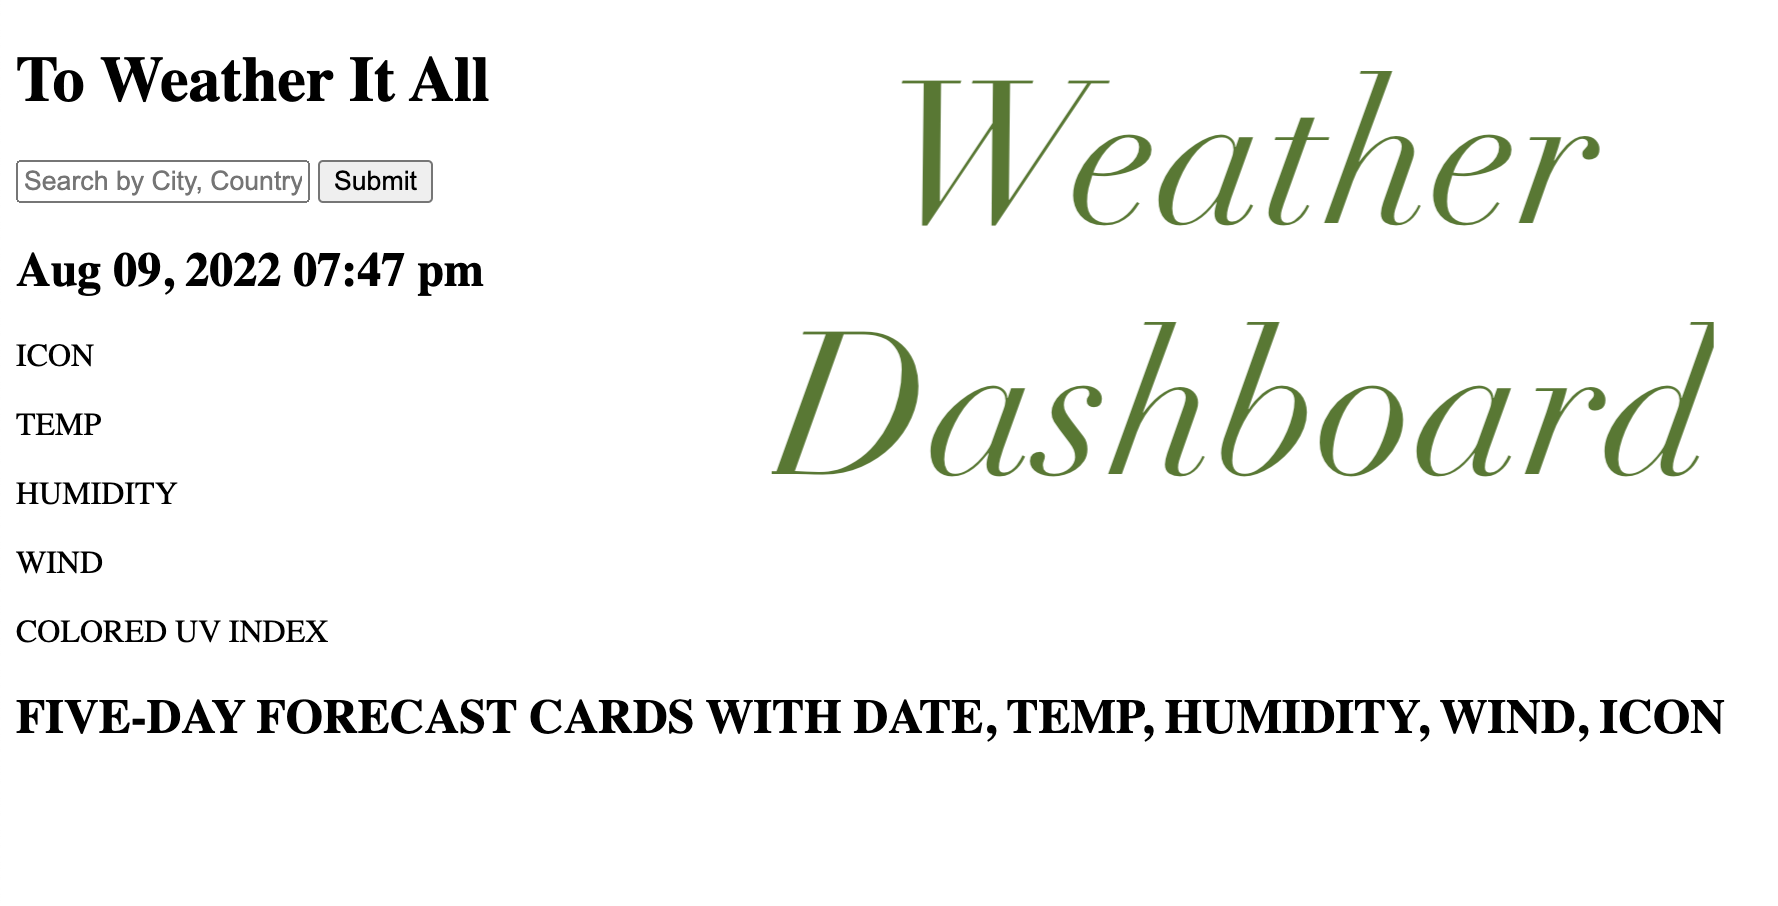 To Weather It All
Search by City, Country
Submit
Aug 09, 2022 07:47 pm
ICON
TEMP
HUMIDITY
WIND
COLORED UV INDEX
Weather
Dashboard
FIVE-DAY FORECAST CARDS WITH DATE, TEMP, HUMIDITY, WIND, ICON